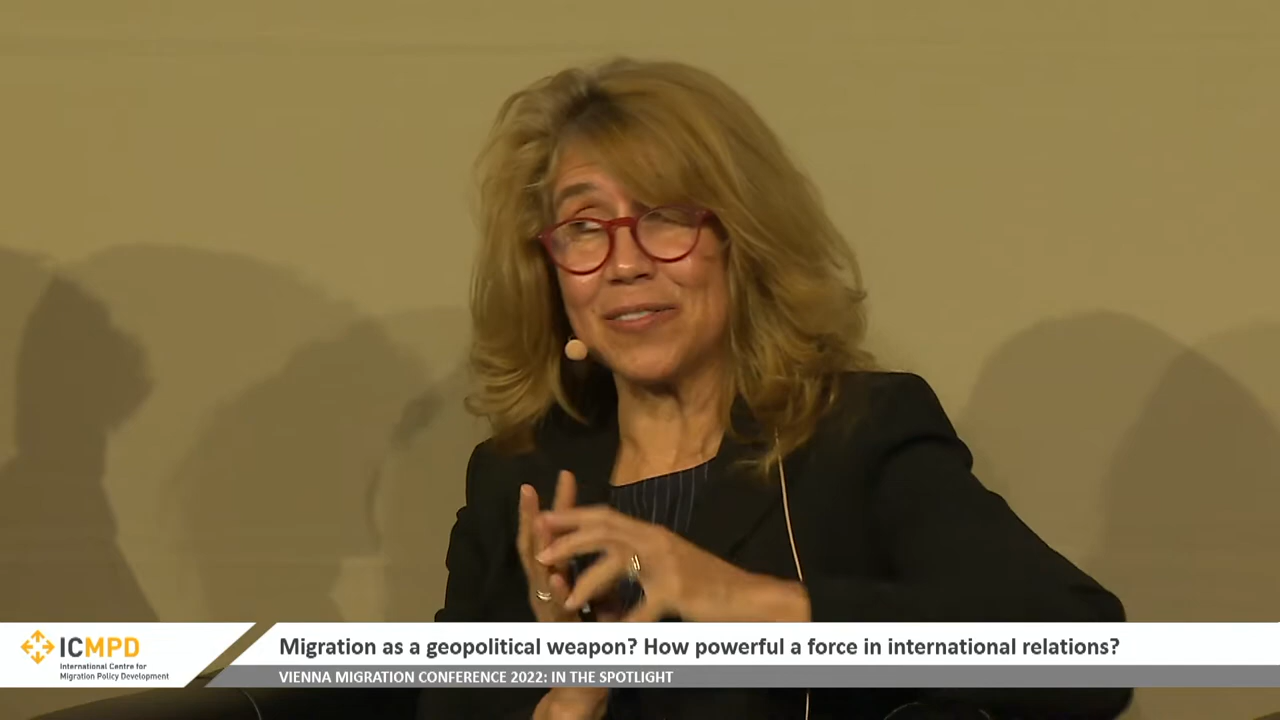 ICMPD
International Centre for
Migration Policy Development
Migration as a geopolitical weapon? How powerful a force in international relations?
VIENNA MIGRATION CONFERENCE 2022: IN THE SPOTLIGHT